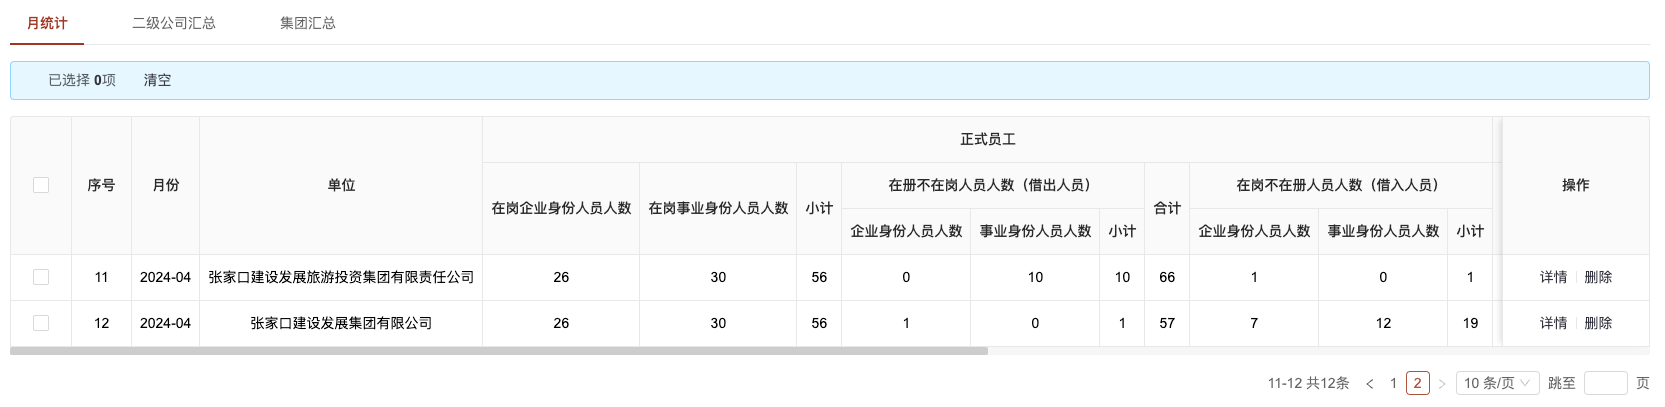 月统计 二级公司汇总 集团汇总
已选择 0项 清空
序号 月份 单位 正式员工 操作
在岗企业身份人员人数 在岗事业身份人员人数 小计 在册不在岗人员人数（借出人员） 合计 在岗不在册人员人数（借入人员）
企业身份人员人数 事业身份人员人数 小计 企业身份人员人数 事业身份人员人数 小计
11 2024-04 张家口建设发展旅游投资集团有限责任公司 26 30 56 0 10 10 66 1 0 1 详情 删除
12 2024-04 张家口建设发展集团有限公司 26 30 56 1 0 1 57 7 12 19 详情 删除
11-12 共12条 < 1 2 > 10 条/页 跳至 页